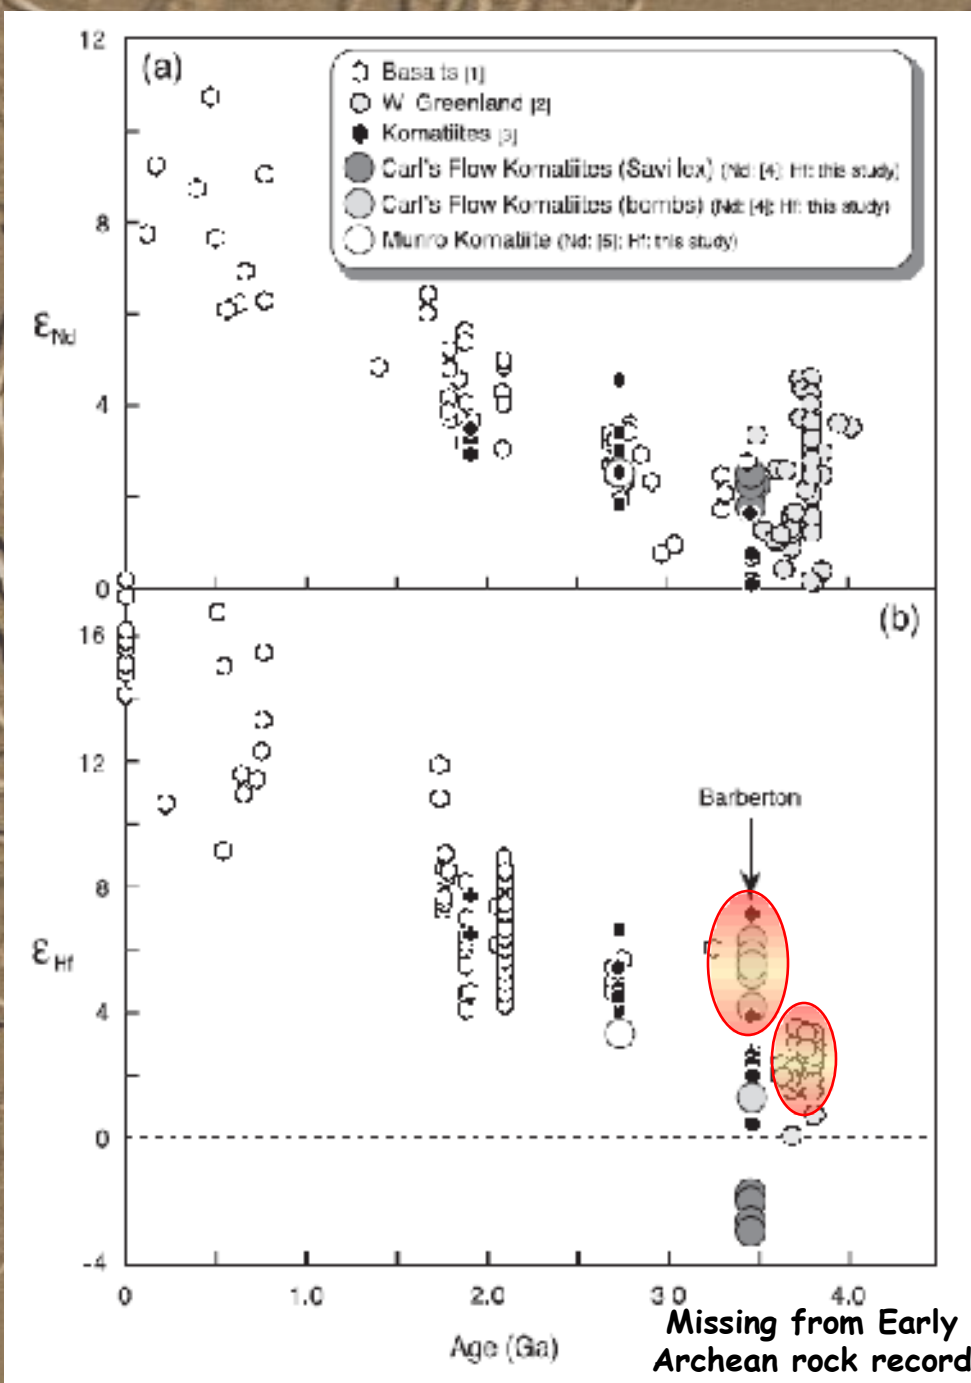 12
(a)
Basalts [1]
W Greenland [2]
Komatiites [3]
Carl's Flow Komatiites (Savillex) (Nd: [4]; Hf: this study)
Carl's Flow Komatiites (bombs) (Nd: [4]; Hf: this study)
Munro Komatiite (Nd: [5]; Hf: this study)
8
εNd
4
0
(b)
16
12
Barberton
8
εHf
4
0
-4
0 1.0 2.0 3.0 4.0
Age (Ga)
Missing from Early
Archean rock record